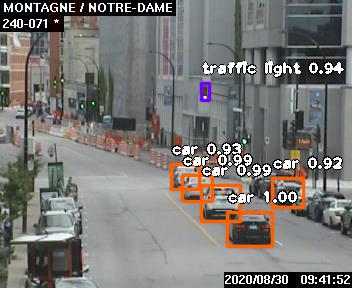 MONTAGNE / NOTRE-DAME
240-071 *
traffic light 0.94
car 0.93
car 0.99
car 0.92
car 0.99
car 1.00
2020/08/30 09:41:52